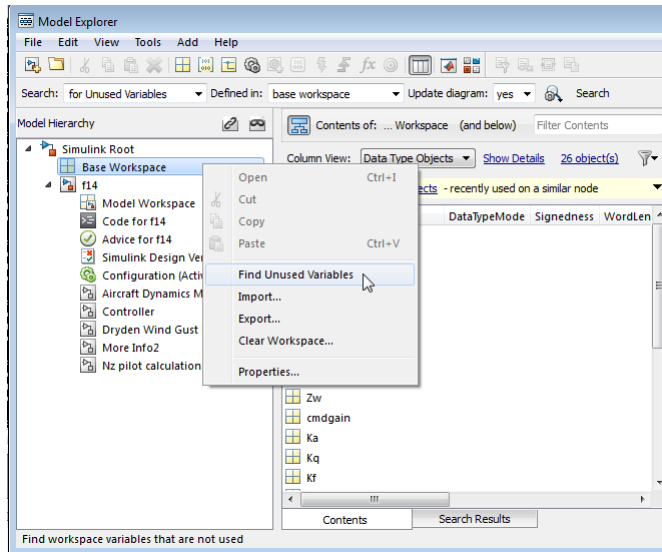 Model Explorer
File Edit View Tools Add Help
Search: for Unused Variables Defined in: base workspace Update diagram: yes Search
Model Hierarchy
Contents of: ... Workspace (and below) Filter Contents
Simulink Root
Column View: Data Type Objects Show Details 26 object(s)
Base Workspace
f14
Open Ctrl+I
ects - recently used on a similar node
Model Workspace
Cut
DataTypeMode Signedness WordLen
Code for f14
Copy
Advice for f14
Paste Ctrl+V
Simulink Design Ver
Configuration (Activ
Find Unused Variables
Aircraft Dynamics M
Import...
Controller
Export...
Dryden Wind Gust
Clear Workspace...
More Info2
Nz pilot calculation
Properties...
Zw
cmdgain
Ka
Kq
Kf
Contents Search Results
Find workspace variables that are not used